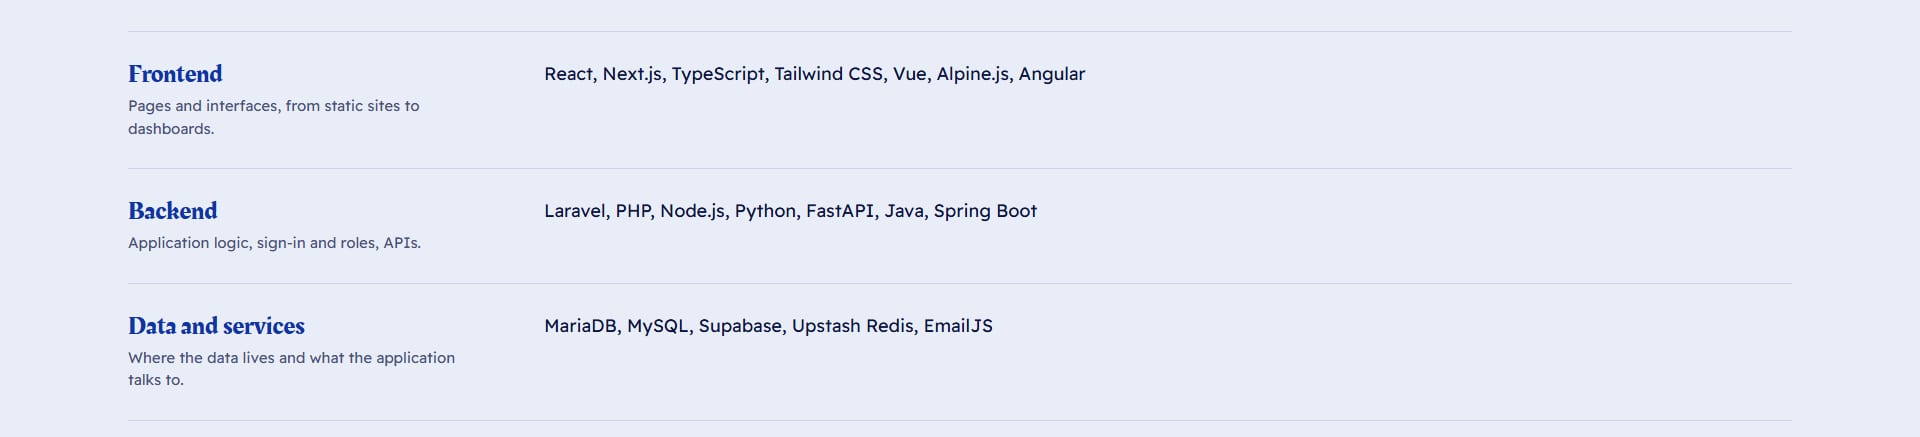 Frontend
React, Next.js, TypeScript, Tailwind CSS, Vue, Alpine.js, Angular
Pages and interfaces, from static sites to
dashboards.
Backend
Laravel, PHP, Node.js, Python, FastAPI, Java, Spring Boot
Application logic, sign-in and roles, APIs.
Data and services
MariaDB, MySQL, Supabase, Upstash Redis, EmailJS
Where the data lives and what the application
talks to.